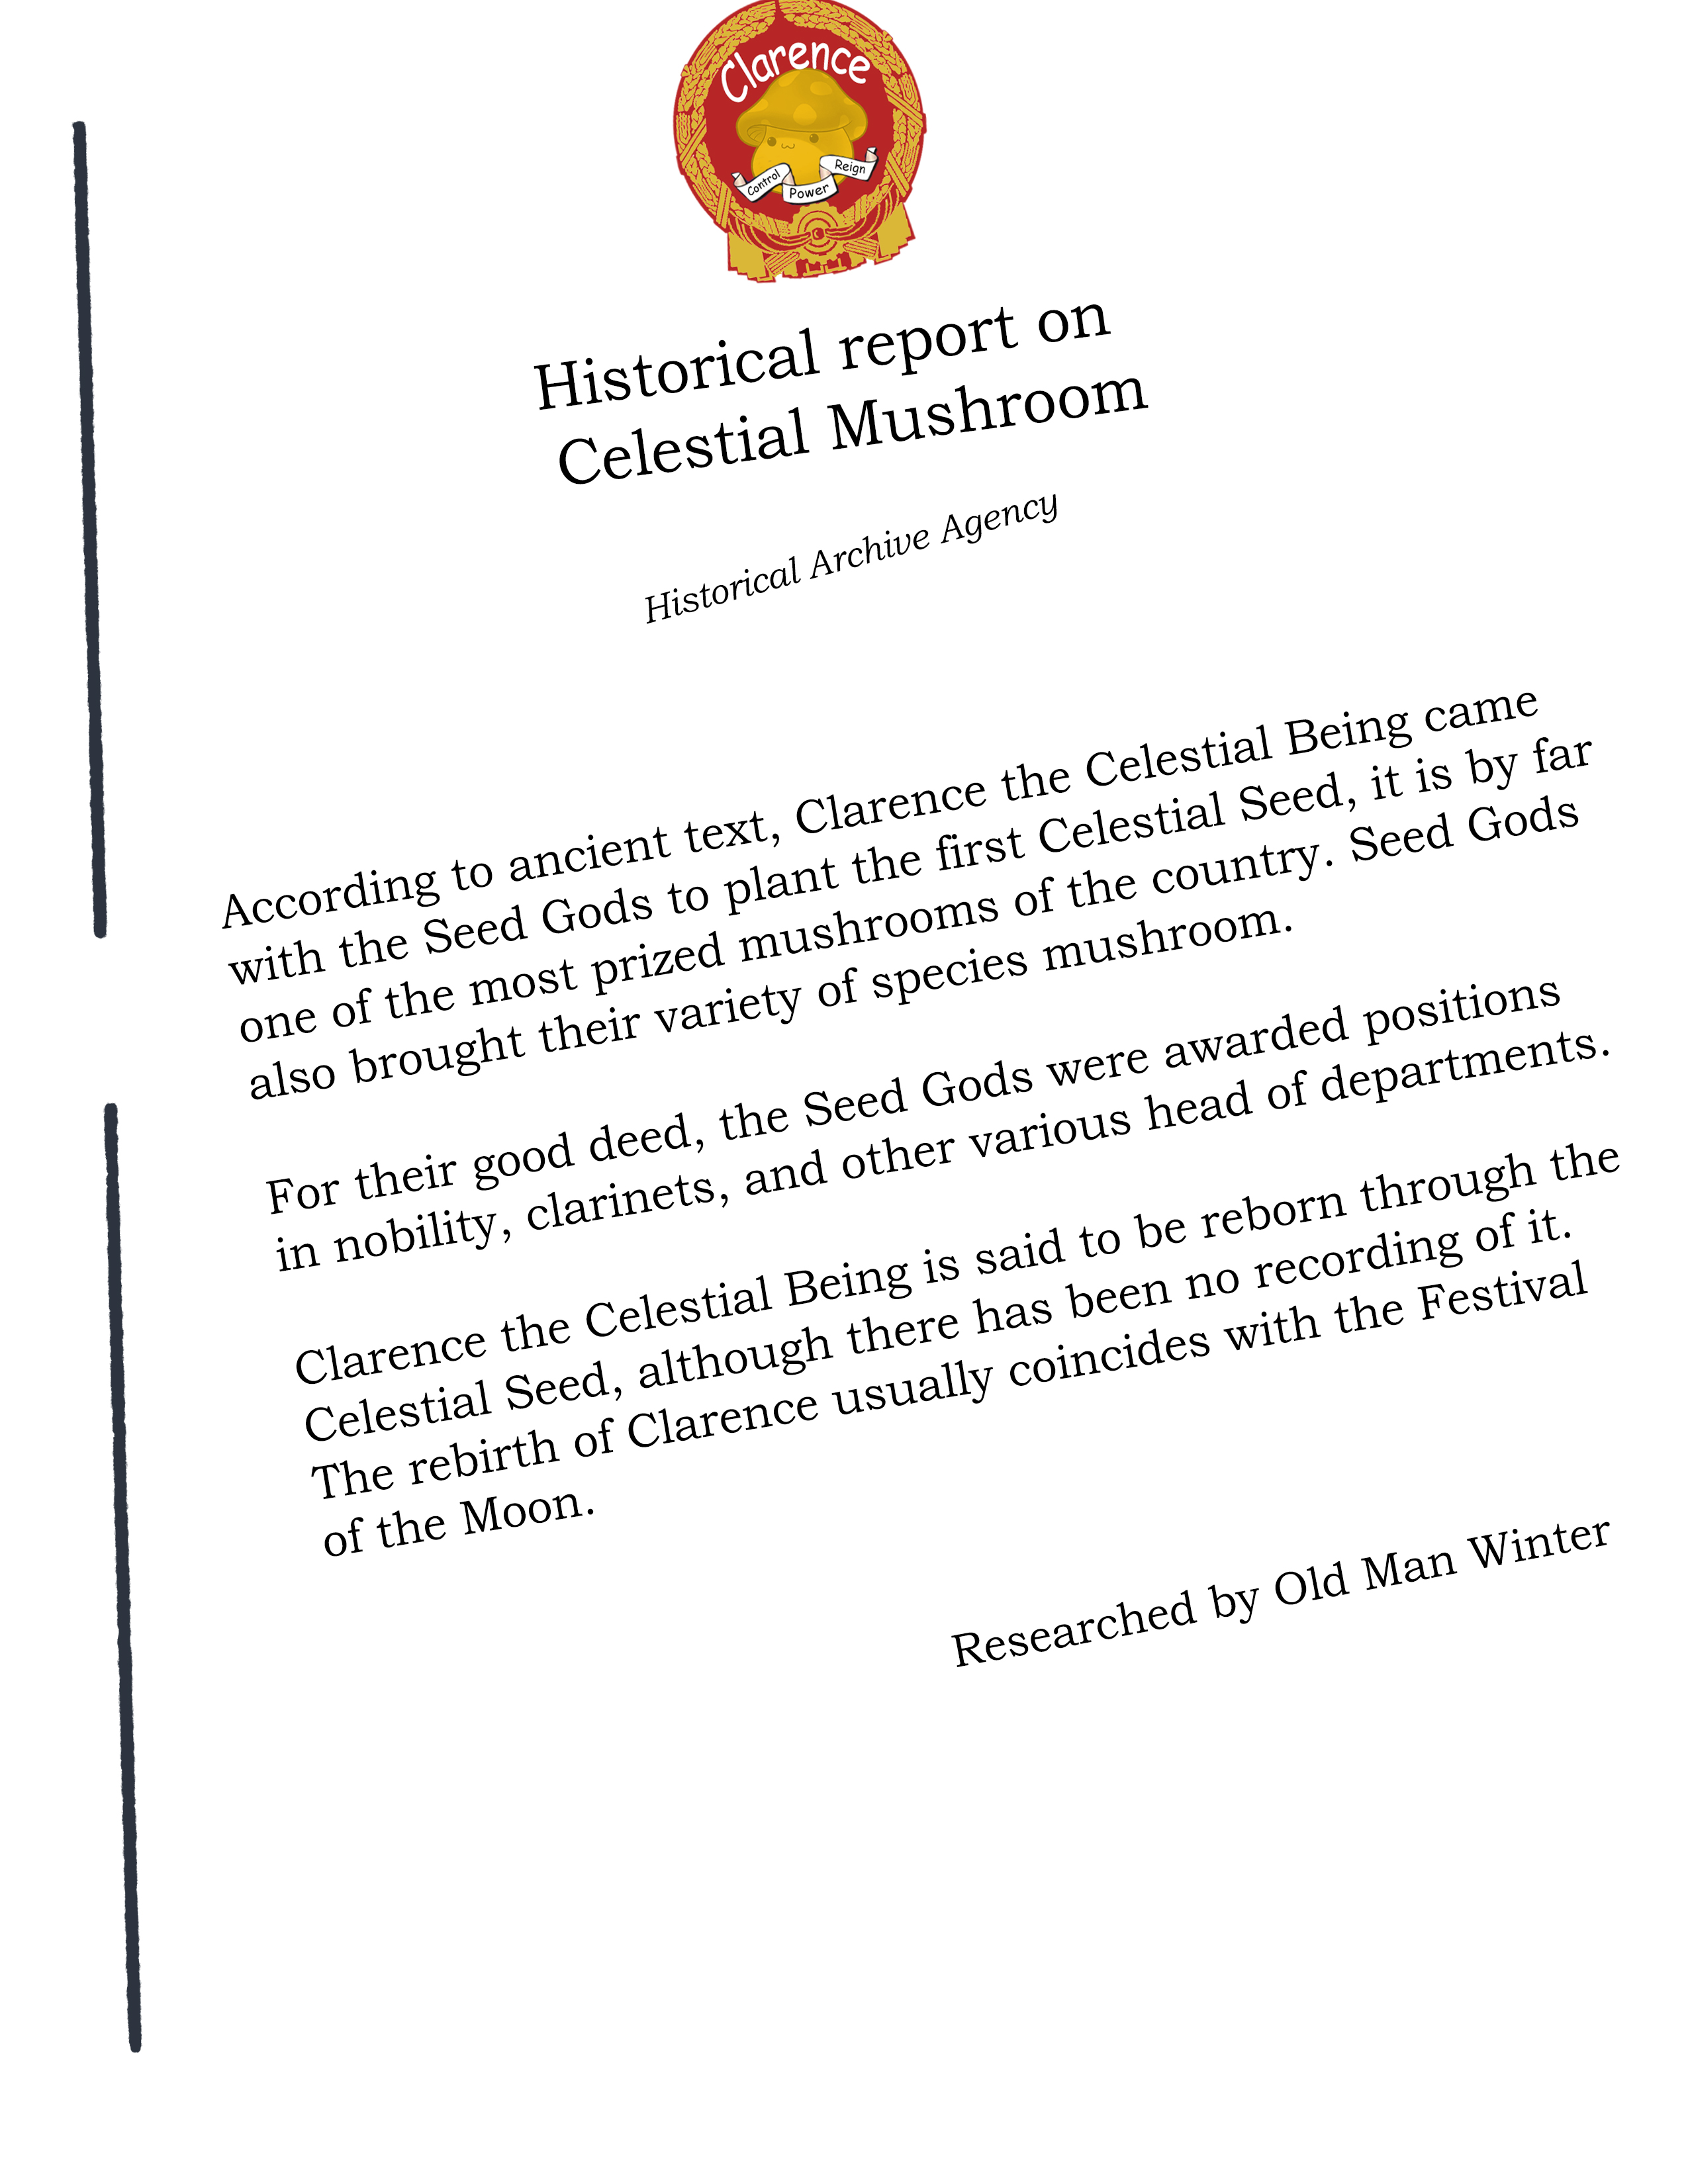 Clarence
Control
Power
Reign
Historical report on
Celestial Mushroom
Historical Archive Agency
According to ancient text, Clarence the Celestial Being came
with the Seed Gods to plant the first Celestial Seed, it is by far
one of the most prized mushrooms of the country. Seed Gods
also brought their variety of species mushroom.
For their good deed, the Seed Gods were awarded positions
in nobility, clarinets, and other various head of departments.
Clarence the Celestial Being is said to be reborn through the
Celestial Seed, although there has been no recording of it.
The rebirth of Clarence usually coincides with the Festival
of the Moon.
Researched by Old Man Winter